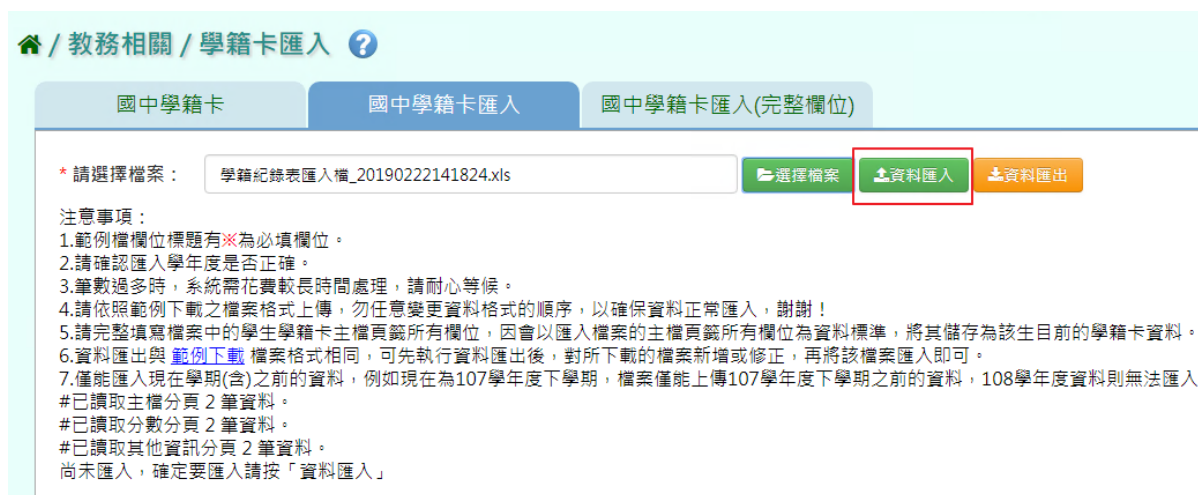 / 教務相關 / 學籍卡匯入 ?
國中學籍卡 國中學籍卡匯入 國中學籍卡匯入(完整欄位)
* 請選擇檔案： 學籍紀錄表匯入檔_20190222141824.xls 選擇檔案 資料匯入 資料匯出
注意事項：
1.範例檔欄位標題有※為必填欄位。
2.請確認匯入學年度是否正確。
3.筆數過多時，系統需花費較長時間處理，請耐心等候。
4.請依照範例下載之檔案格式上傳，勿任意變更資料格式的順序，以確保資料正常匯入，謝謝！
5.請完整填寫檔案中的學生學籍卡主檔頁籤所有欄位，因會以匯入檔案的主檔頁籤所有欄位為資料標準，將其儲存為該生目前的學籍卡資料。
6.資料匯出與 範例下載 檔案格式相同，可先執行資料匯出後，對所下載的檔案新增或修正，再將該檔案匯入即可。
7.僅能匯入現在學期(含)之前的資料，例如現在為107學年度下學期，檔案僅能上傳107學年度下學期之前的資料，108學年度資料則無法匯入
#已讀取主檔分頁 2 筆資料。
#已讀取分數分頁 2 筆資料。
#已讀取其他資訊分頁 2 筆資料。
尚未匯入，確定要匯入請按「資料匯入」